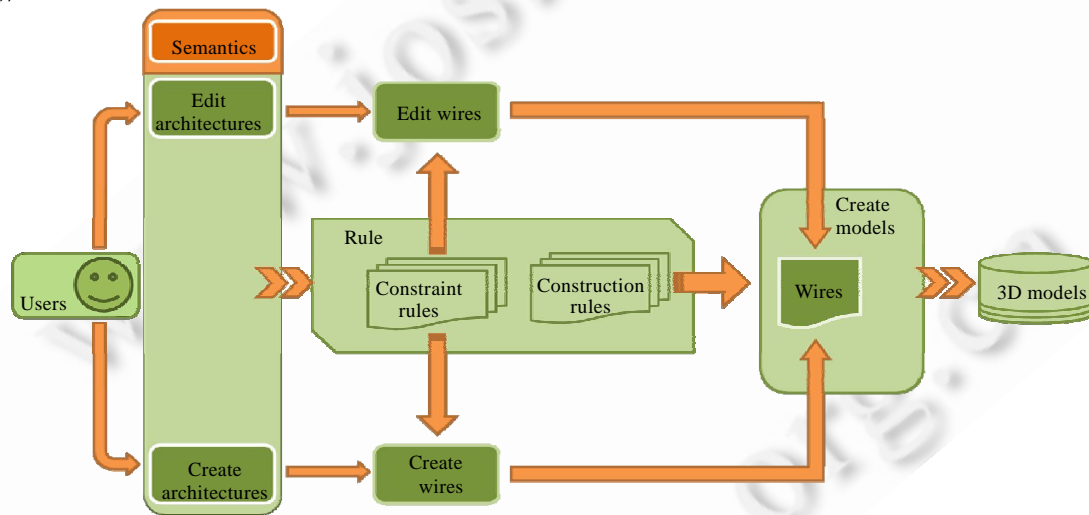 Semantics
Edit
architectures
Edit wires
Create
models
Rule
Users
Constraint
rules
Construction
rules
Wires
3D models
Create
architectures
Create
wires